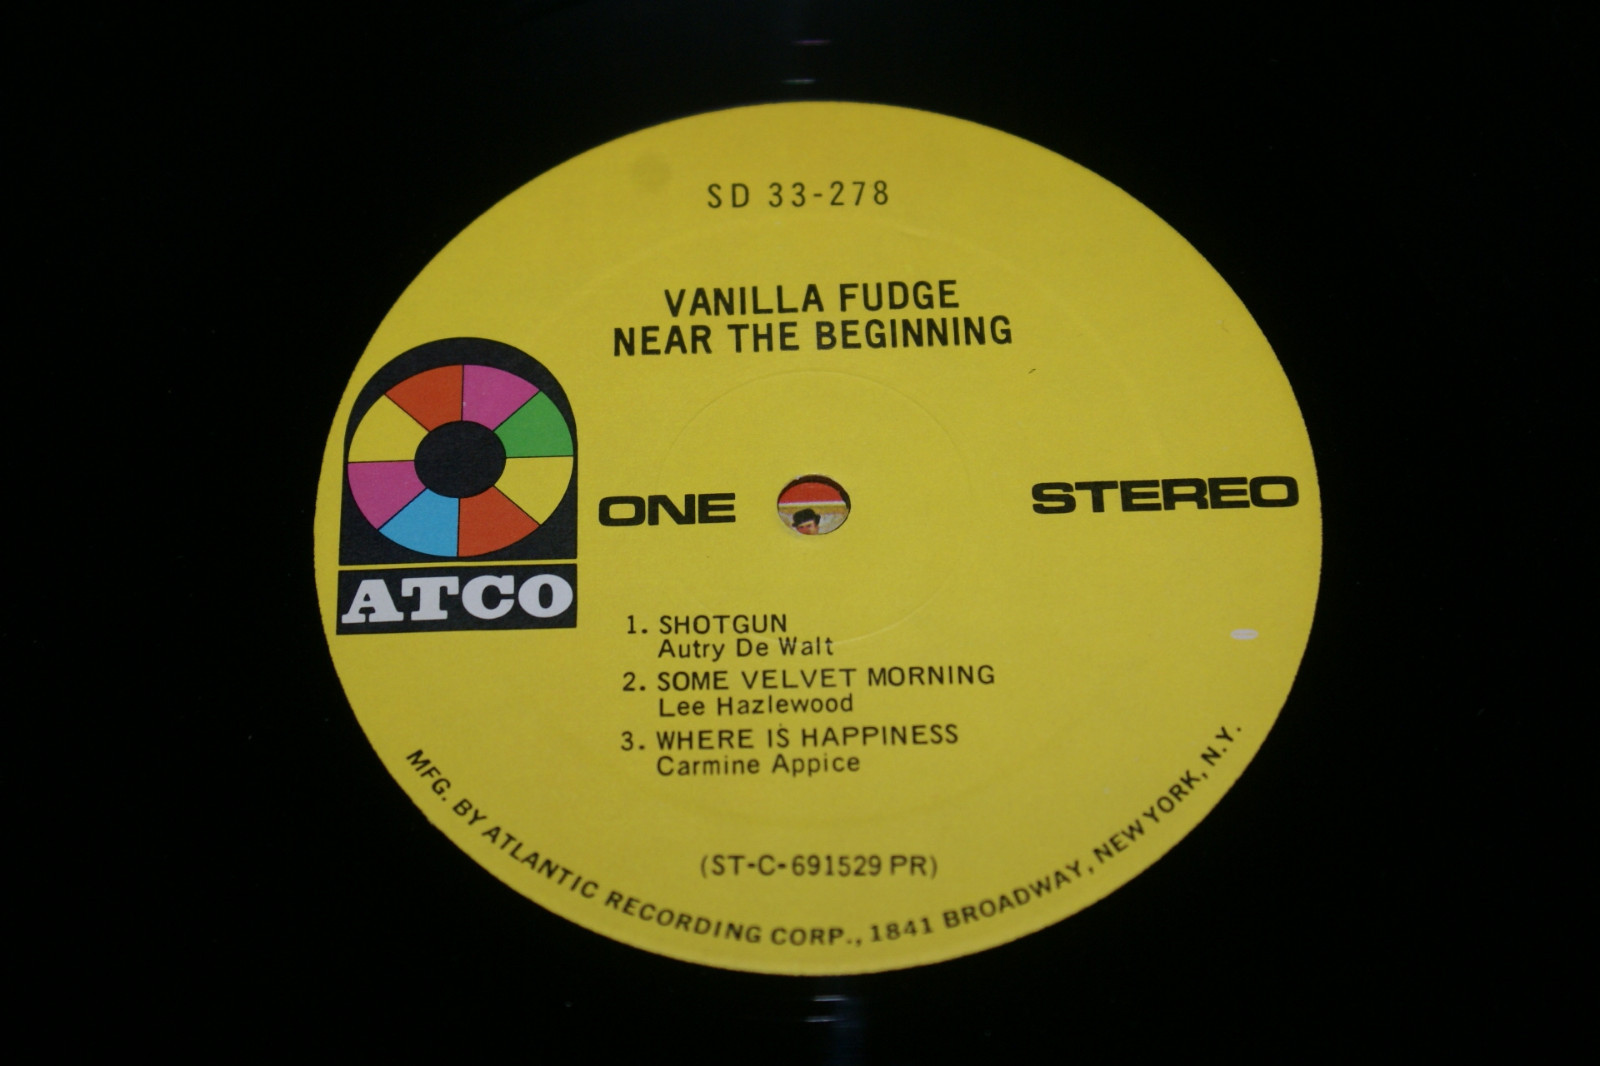 SD 33-278
VANILLA FUDGE
NEAR THE BEGINNING
ATCO
ONE
STEREO
1. SHOTGUN
Autry De Walt
2. SOME VELVET MORNING
Lee Hazlewood
3. WHERE IS HAPPINESS
Carmine Appice
(ST-C-691529 PR)
MFG. BY ATLANTIC RECORDING CORP., 1841 BROADWAY, NEW YORK, N.Y.